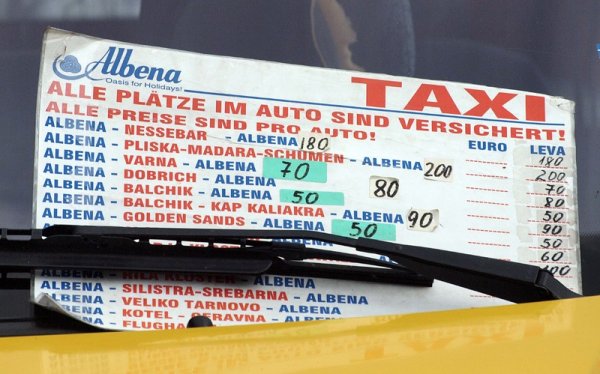 Albena
Oasis for Holidays!
TAXI
ALLE PLÄTZE IM AUTO SIND VERSICHERT!
ALLE PREISE SIND PRO AUTO! EURO LEVA
ALBENA - NESSEBAR - ALBENA 180 180
ALBENA - PLISKA-MADARA-SCHUMEN - ALBENA 200 200
ALBENA - VARNA - ALBENA 70 70
ALBENA - DOBRICH - ALBENA 80 80
ALBENA - BALCHIK - ALBENA 50 50
ALBENA - BALCHIK - KAP KALIAKRA - ALBENA 90 90
ALBENA - GOLDEN SANDS - ALBENA 50 50
60
ALBENA - RILA KLOSTER - ALBENA
ALBENA - SILISTRA-SREBARNA - ALBENA
ALBENA - VELIKO TARNOVO - ALBENA
ALBENA - KOTEL - GERAVNA - ALBENA
ALBENA - FLUGHA